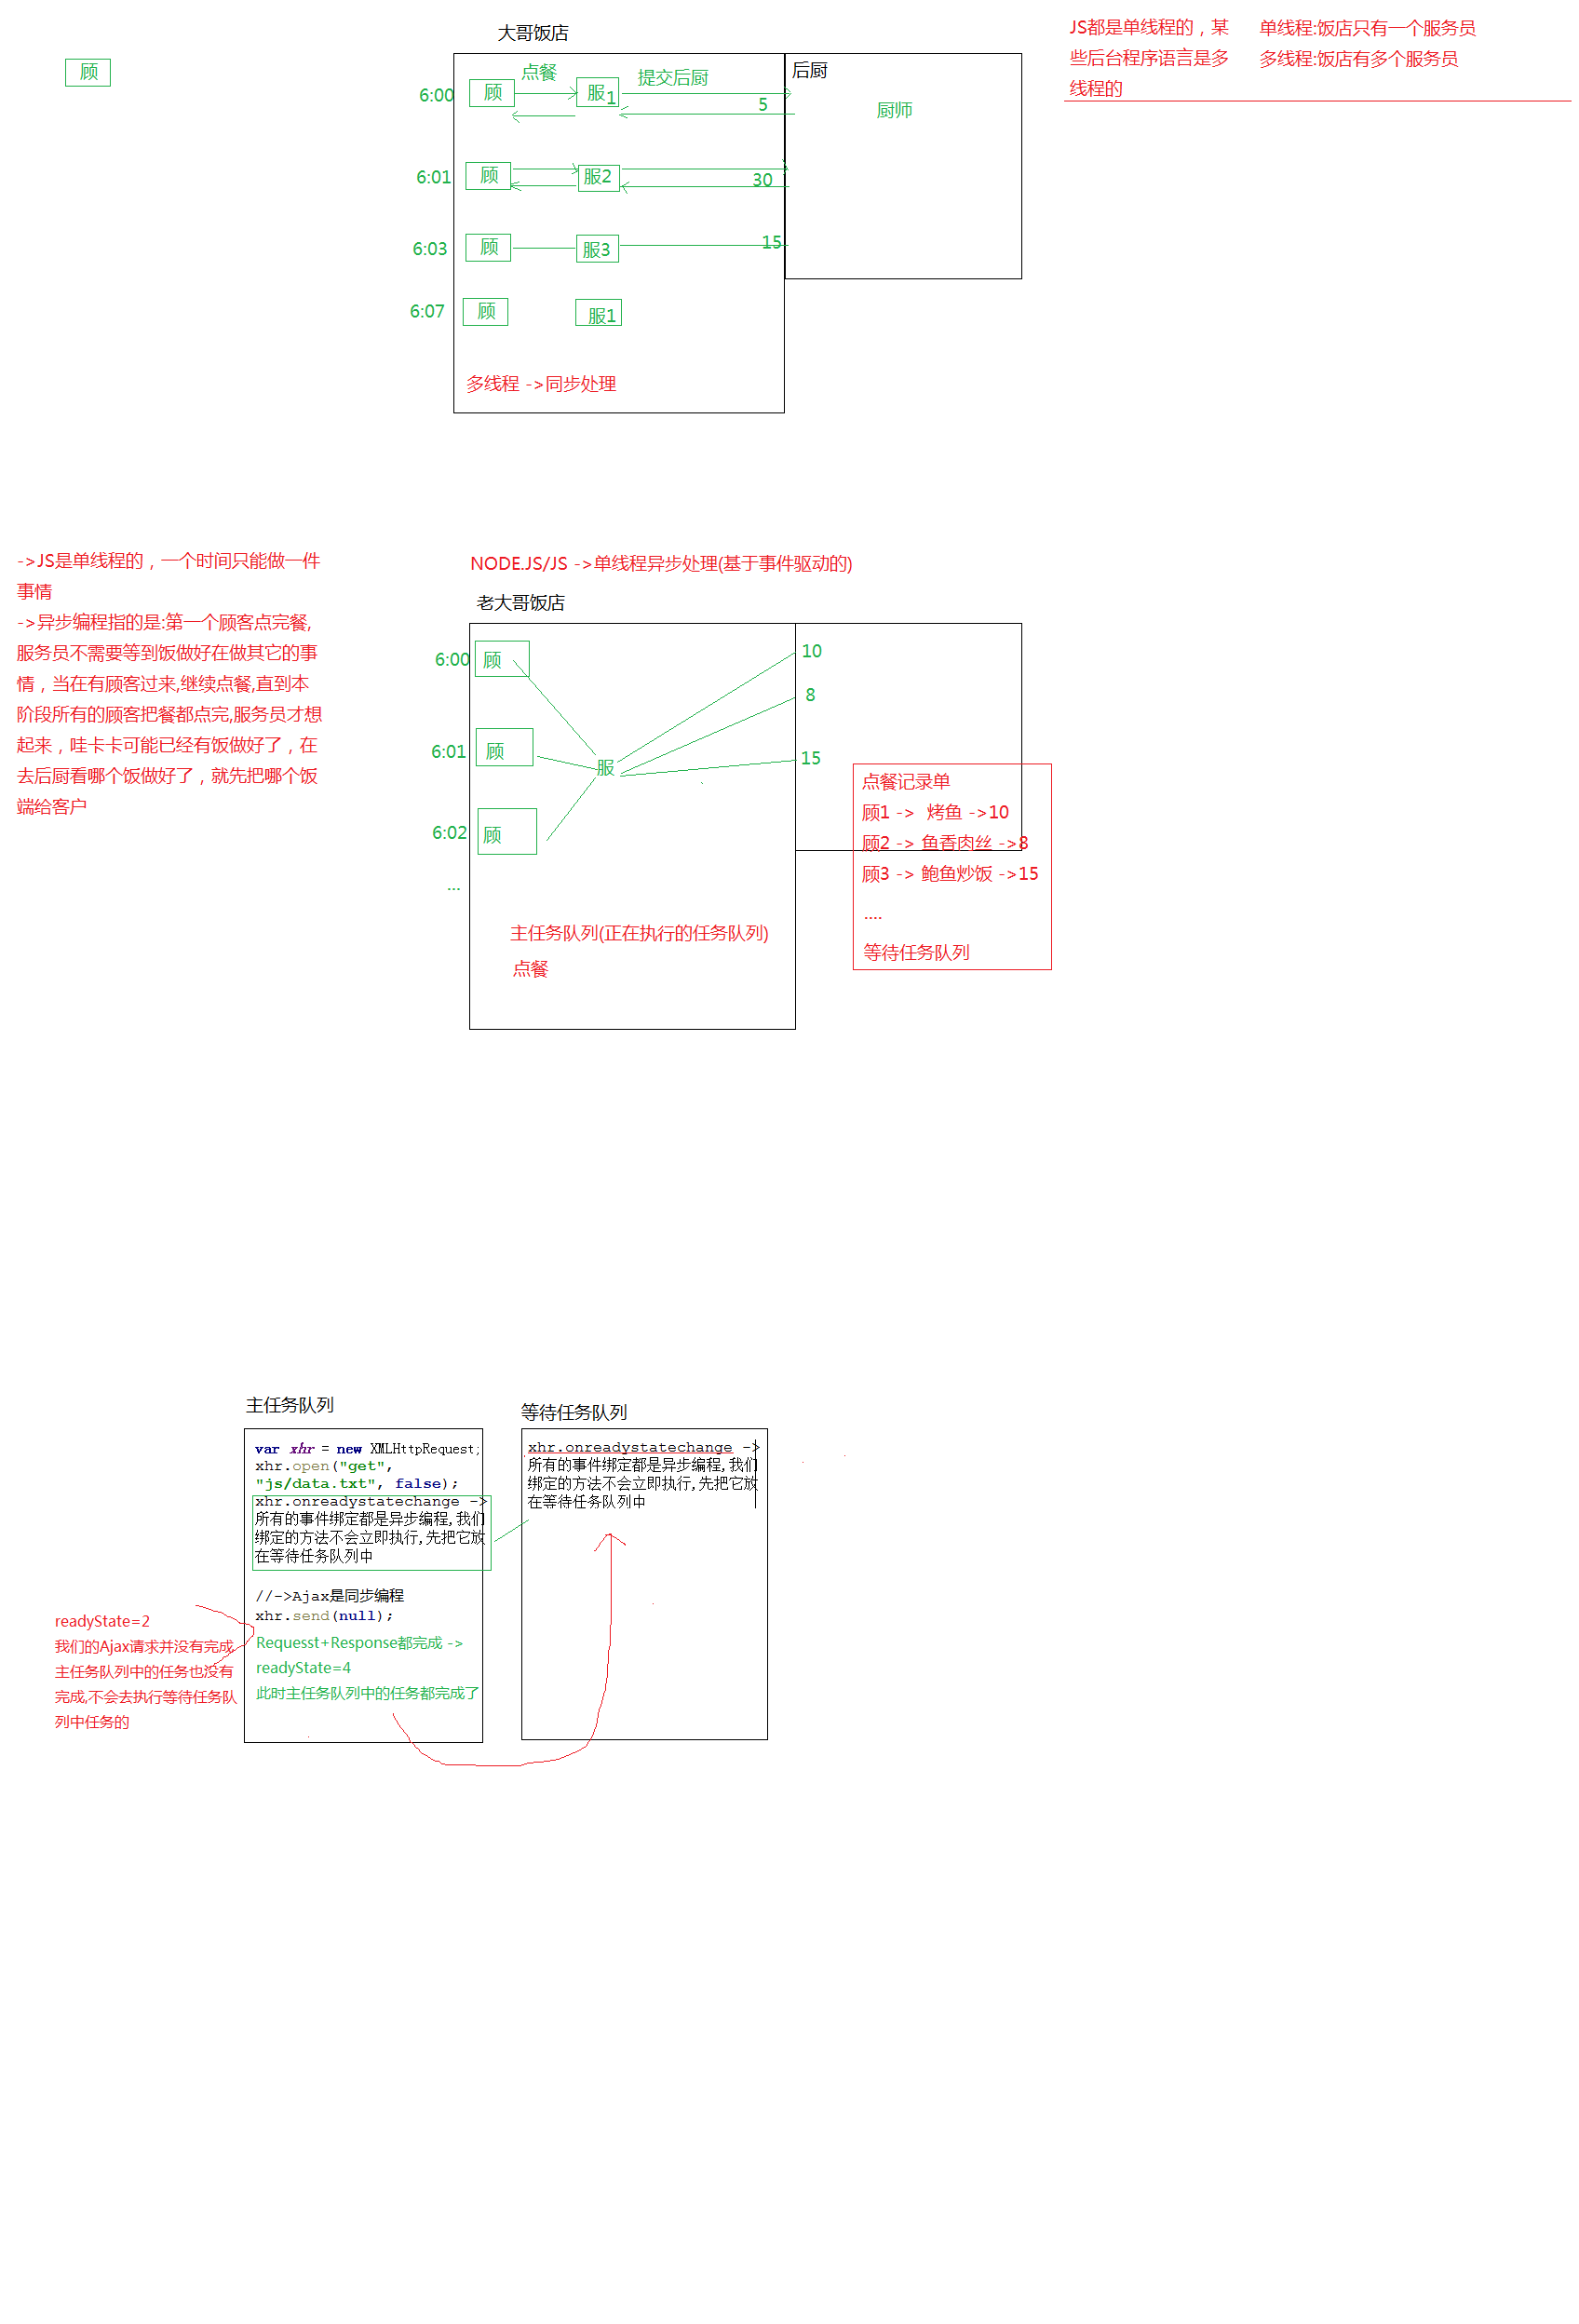 大哥饭店
JS都是单线程的，某
些后台程序语言是多
线程的
单线程:饭店只有一个服务员
多线程:饭店有多个服务员
顾
点餐
提交后厨
后厨
6:00
顾
服1
5
厨师
6:01
顾
服2
30
6:03
顾
服3
15
6:07
顾
服1
多线程 ->同步处理
->JS是单线程的，一个时间只能做一件
事情
->异步编程指的是:第一个顾客点完餐,
服务员不需要等到饭做好在做其它的事
情，当在有顾客过来,继续点餐,直到本
阶段所有的顾客把餐都点完,服务员才想
起来，哇卡卡可能已经有饭做好了，在
去后厨看哪个饭做好了，就先把哪个饭
端给客户
NODE.JS/JS ->单线程异步处理(基于事件驱动的)
老大哥饭店
6:00
顾
10
8
6:01
顾
服
15
6:02
顾
...
点餐记录单
顾1 -> 烤鱼 ->10
顾2 -> 鱼香肉丝 ->8
顾3 -> 鲍鱼炒饭 ->15
....
等待任务队列
主任务队列(正在执行的任务队列)
点餐
主任务队列
var xhr = new XMLHttpRequest;
xhr.open("get",
"js/data.txt", false);
xhr.onreadystatechange ->
所有的事件绑定都是异步编程,我们
绑定的方法不会立即执行,先把它放
在等待任务队列中
//->Ajax是同步编程
xhr.send(null);
Requesst+Response都完成 ->
readyState=4
此时主任务队列中的任务都完成了
等待任务队列
xhr.onreadystatechange ->
所有的事件绑定都是异步编程,我们
绑定的方法不会立即执行,先把它放
在等待任务队列中
readyState=2
我们的Ajax请求并没有完成
主任务队列中的任务也没有
完成,不会去执行等待任务队
列中任务的